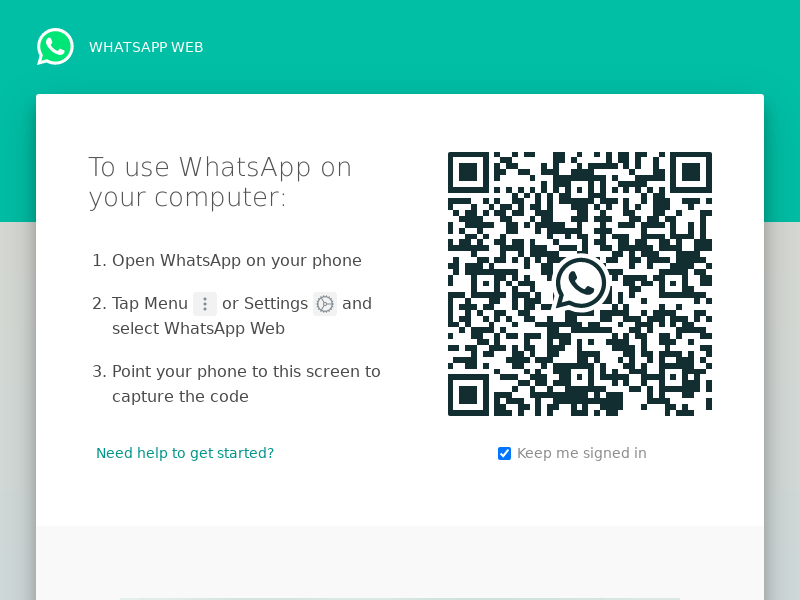 WHATSAPP WEB
To use WhatsApp on
your computer:
1. Open WhatsApp on your phone
2. Tap Menu or Settings and
select WhatsApp Web
3. Point your phone to this screen to
capture the code
Need help to get started?
Keep me signed in